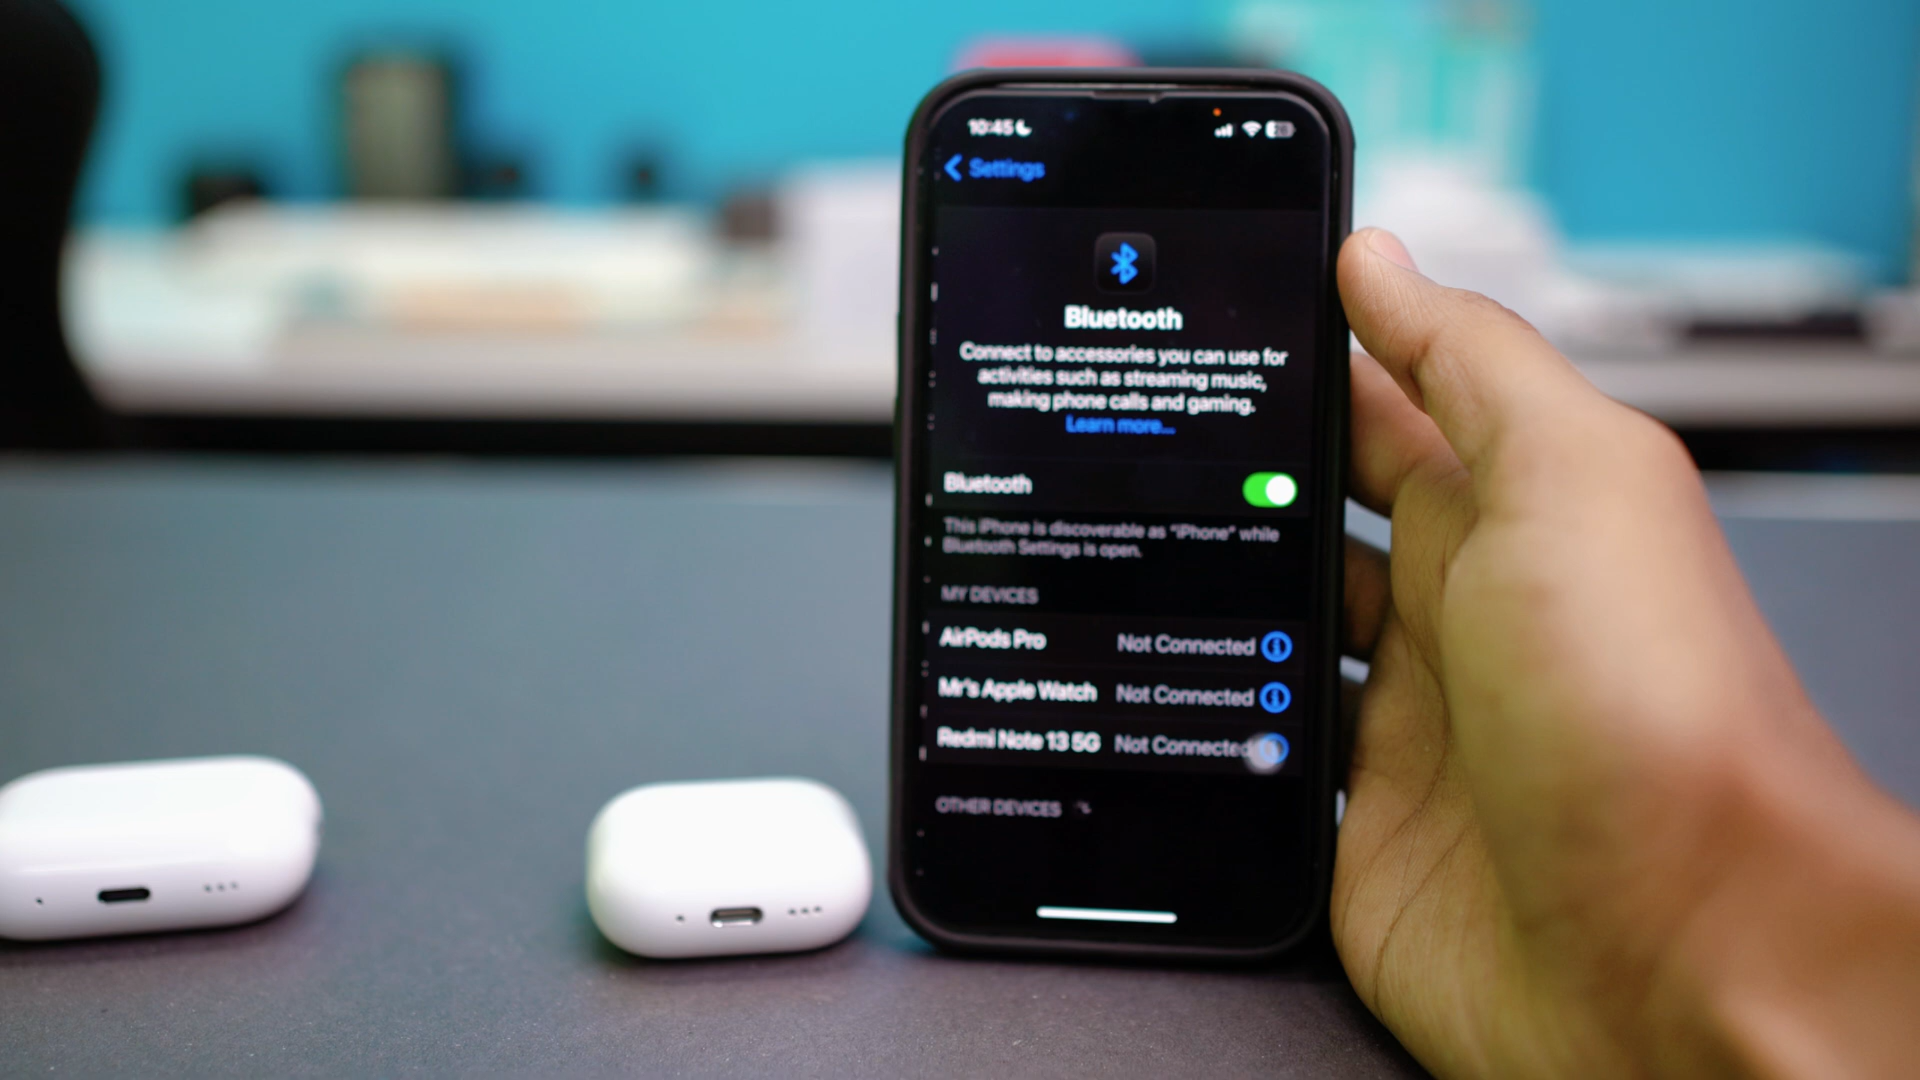 10:45
Settings
Bluetooth
Connect to accessories you can use for
activities such as streaming music,
making phone calls and gaming.
Learn more...
Bluetooth
This iPhone is discoverable as "iPhone" while
Bluetooth Settings is open.
MY DEVICES
AirPods Pro Not Connected
Mr's Apple Watch Not Connected
Redmi Note 13 5G Not Connected
OTHER DEVICES